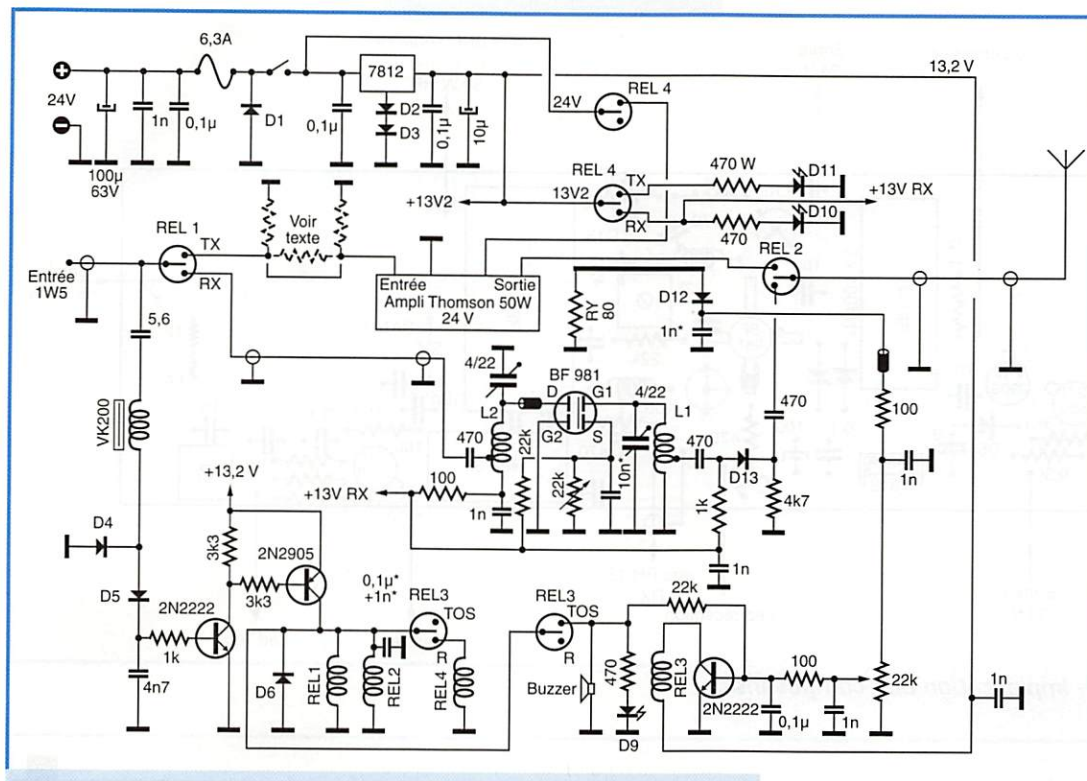 6,3A
7812
13,2 V
24V
1n
0,1µ
D1
0,1µ
D2
D3
0,1µ
10µ
24V
REL 4
100µ
63V
REL 4
TX
13V2
RX
470 W
D11
+13V RX
470
D10
+13V2
Voir
texte
REL 1
TX
RX
REL 2
Entrée
1W5
Entrée
Sortie
Ampli Thomson 50W
24 V
RY
80
D12
1n*
5,6
4/22
BF 981
D
G1
G2
S
4/22
L2
L1
470
22k
22k
10n*
470
D13
470
100
1n
VK200
+13,2 V
+13V RX
100
1n
1k
4k7
1n
D4
3k3
2N2905
3k3
D5
2N2222
1k
4n7
0,1µ*
+1n*
REL3
TOS
R
REL3
TOS
R
22k
D6
REL1
REL2
REL4
Buzzer
470
D9
REL3
2N2222
100
0,1µ
1n
22k
1n